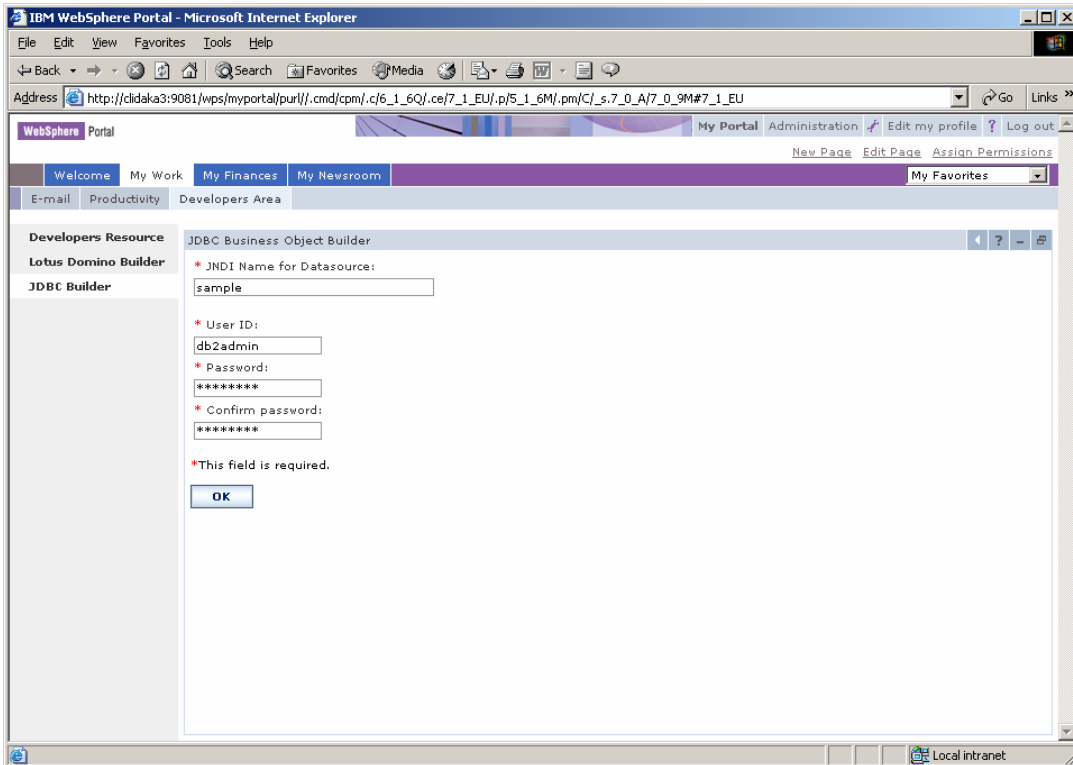 IBM WebSphere Portal - Microsoft Internet Explorer
File Edit View Favorites Tools Help
Back Search Favorites Media
Address http://clidaka3:9081/wps/myportal/purl//.cmd/cpm/.c/6_1_6Q/.ce/7_1_EU/.p/5_1_6M/.pm/C/_s.7_0_A/7_0_9M#7_1_EU Go Links »
WebSphere Portal My Portal Administration Edit my profile ? Log out
New Page Edit Page Assign Permissions
Welcome My Work My Finances My Newsroom My Favorites
E-mail Productivity Developers Area
Developers Resource
Lotus Domino Builder
JDBC Builder
JDBC Business Object Builder ?
* JNDI Name for Datasource:
sample
* User ID:
db2admin
* Password:
********
* Confirm password:
********
*This field is required.
OK
Local intranet